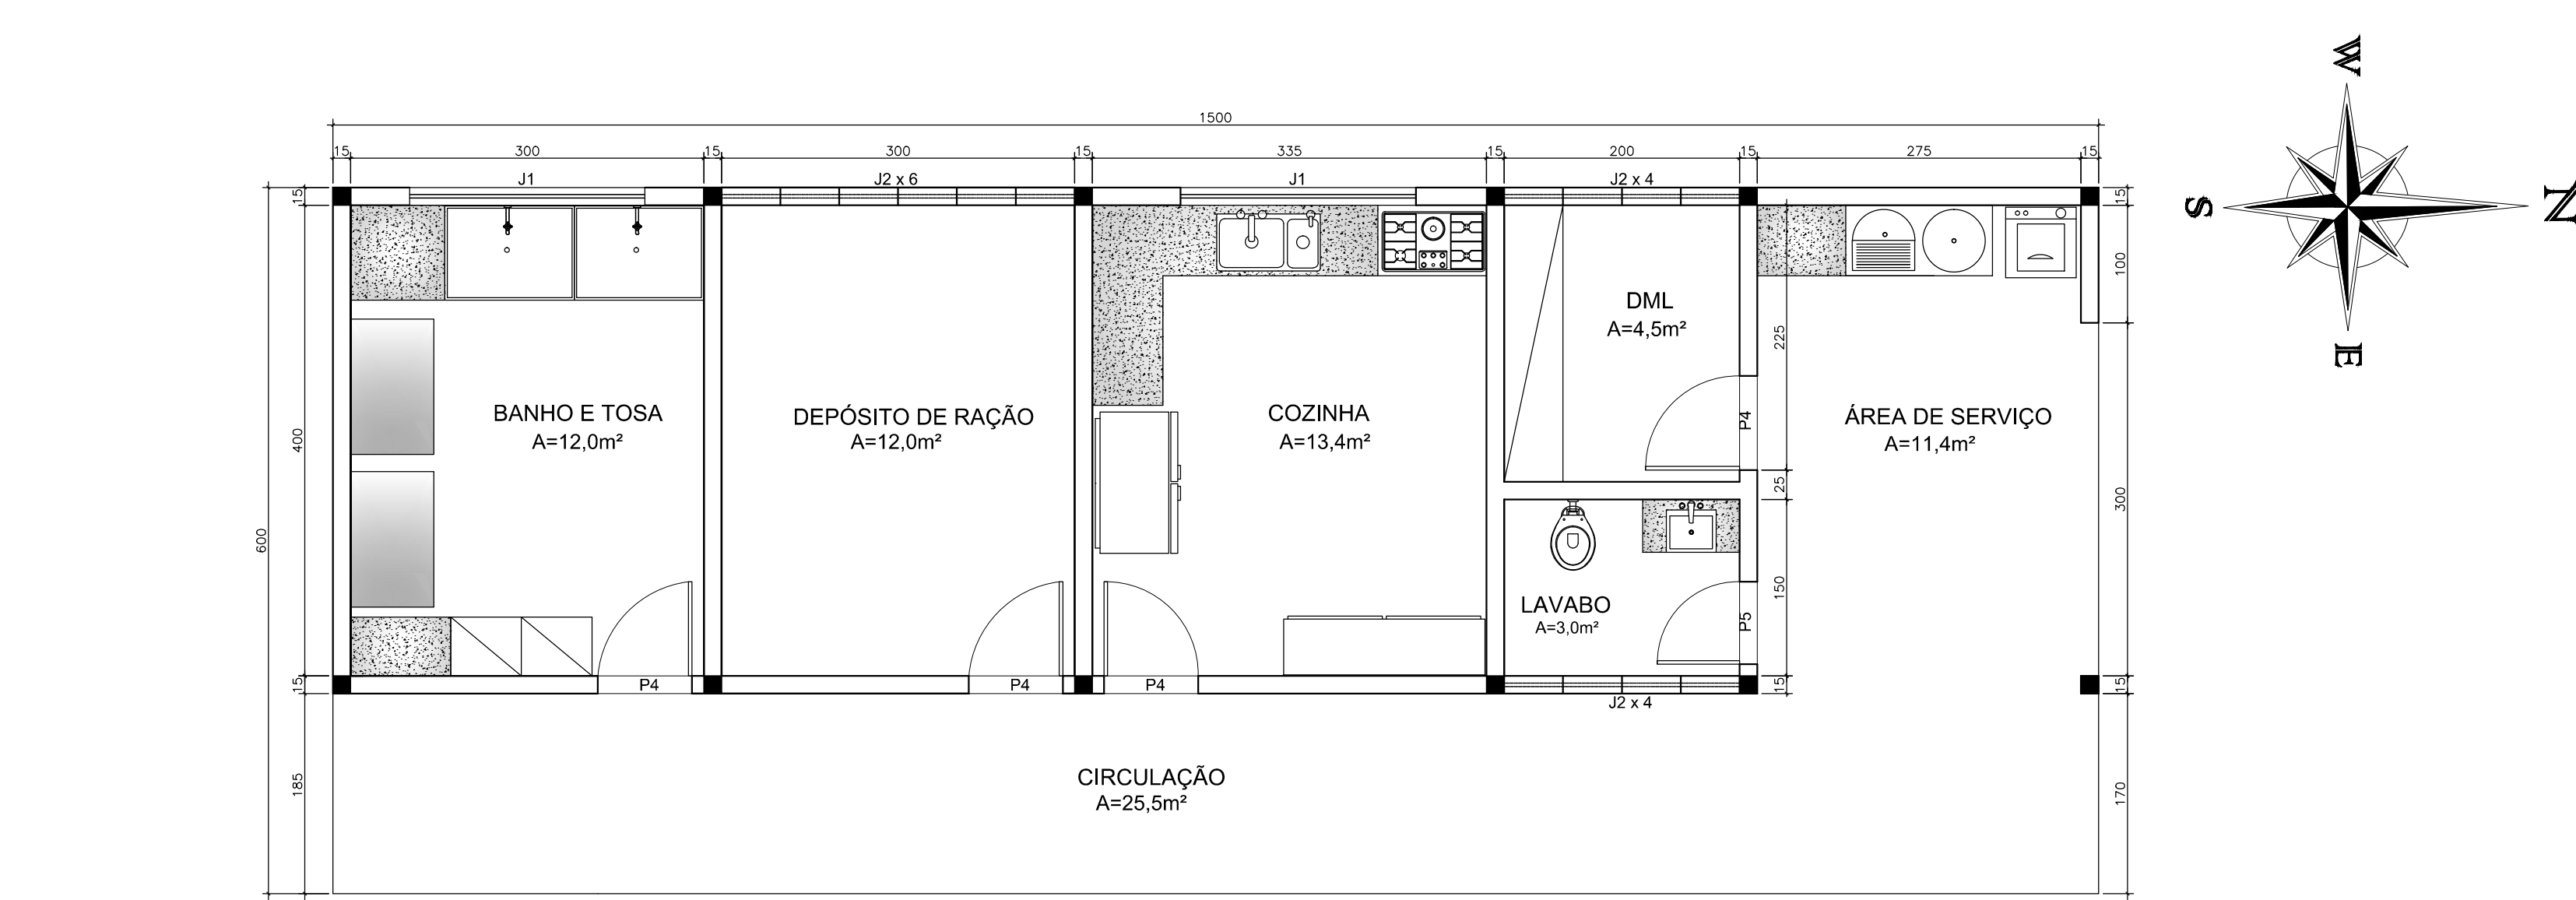 W
1500
15 300 15 300 15 335 15 200 15 275 15
J1 J2 x 6 J1 J2 x 4
15 15
S N
100
DML
A=4,5m²
225
E
BANHO E TOSA
A=12,0m²
DEPÓSITO DE RAÇÃO
A=12,0m²
COZINHA
A=13,4m²
P4
ÁREA DE SERVIÇO
A=11,4m²
400
25
300
600
150
LAVABO
A=3,0m²
P5
15 P4 P4 P4 15 15
J2 x 4
CIRCULAÇÃO
A=25,5m²
185
170